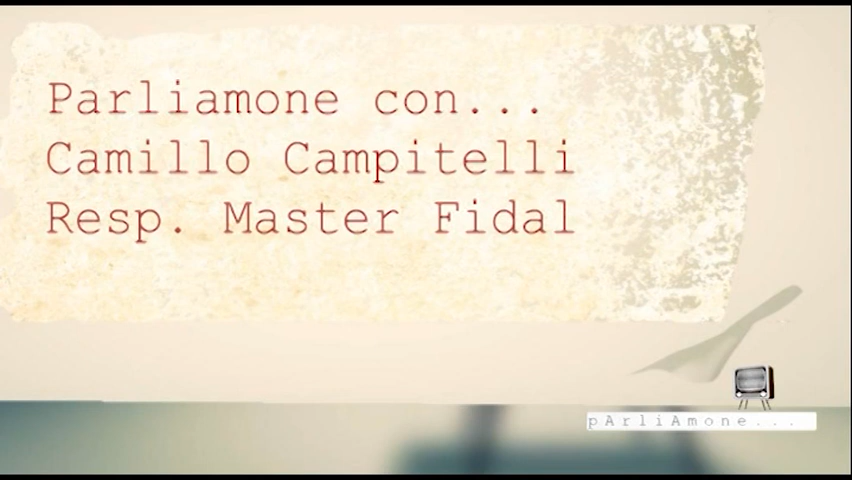 Parliamone con...
Camillo Campitelli
Resp. Master Fidal
pArliAmone...